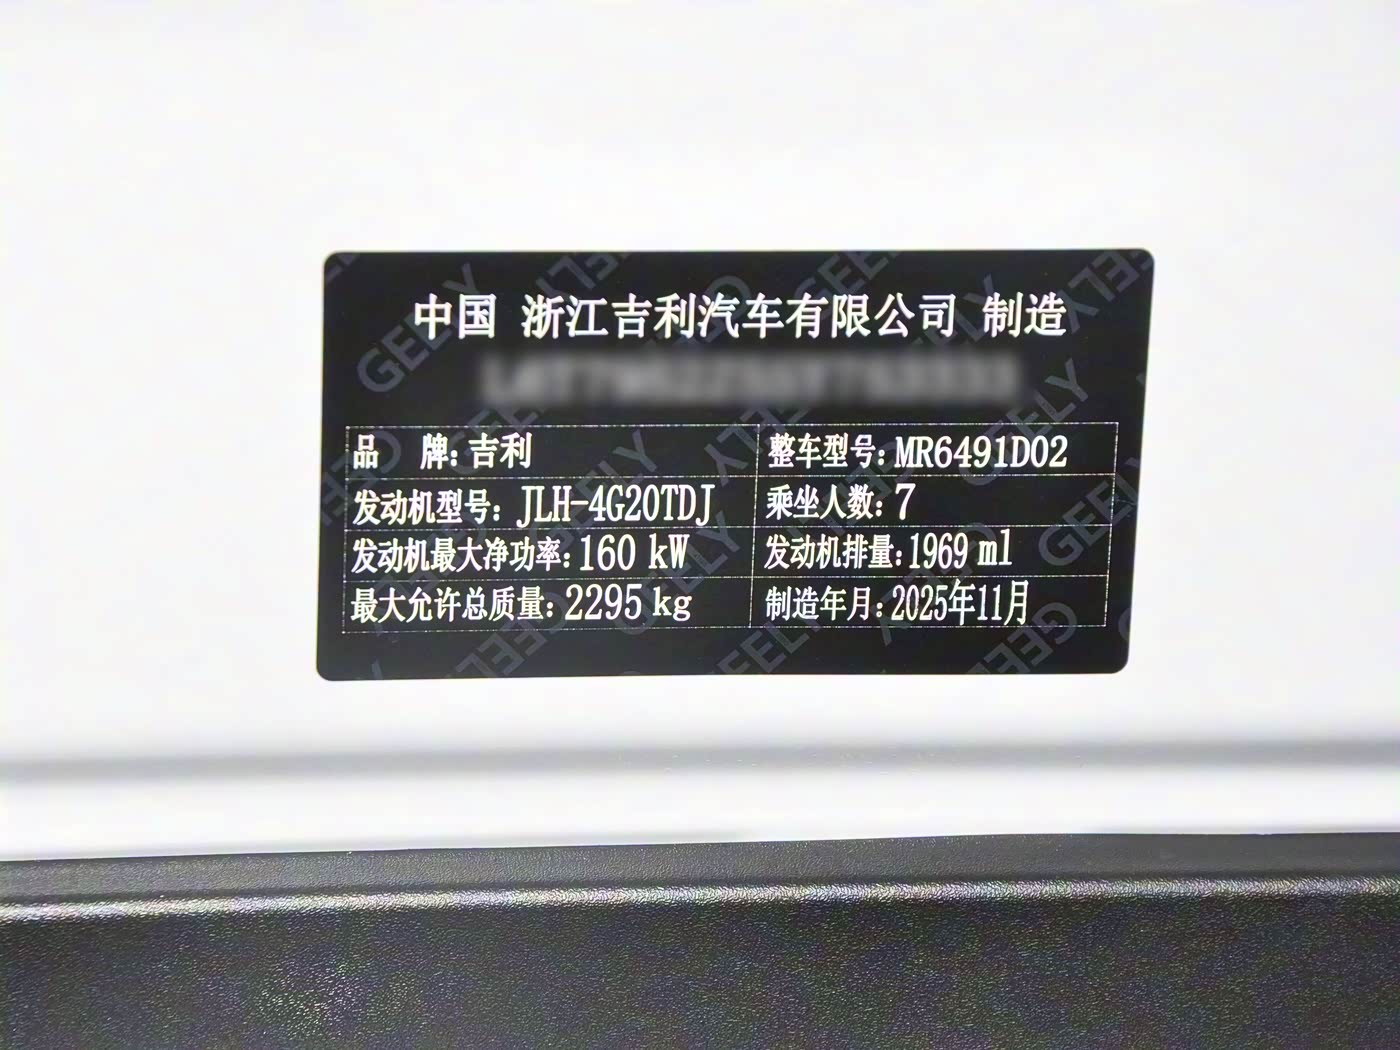 中国 浙江吉利汽车有限公司 制造
品 牌: 吉利 整车型号: MR6491D02
发动机型号: JLH-4G20TDJ 乘坐人数: 7
发动机最大净功率: 160 kW 发动机排量: 1969 ml
最大允许总质量: 2295 kg 制造年月: 2025年11月